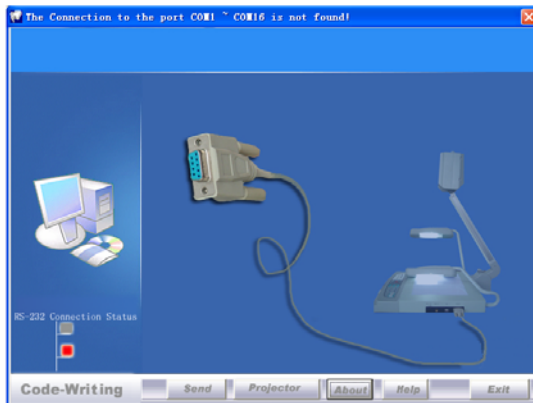 The Connection to the port COM1 ~ COM16 is not found!
RS-232 Connection Status
Code-Writing Send Projector About Help Exit